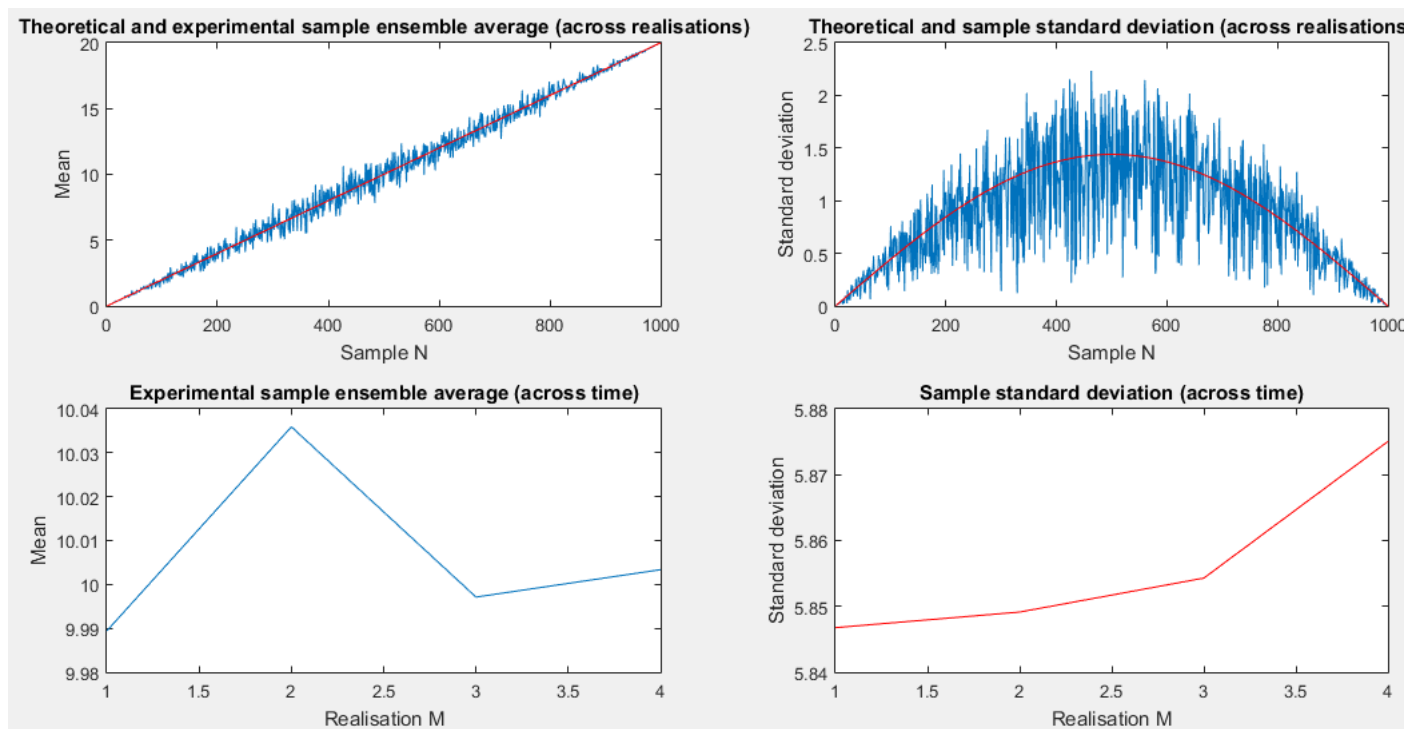 Theoretical and experimental sample ensemble average (across realisations)
20
15
10
5
0
Mean
0 200 400 600 800 1000
Sample N
Theoretical and sample standard deviation (across realisations
2.5
2
1.5
1
0.5
0
Standard deviation
0 200 400 600 800 1000
Sample N
Experimental sample ensemble average (across time)
10.04
10.03
10.02
10.01
10
9.99
9.98
Mean
1 1.5 2 2.5 3 3.5 4
Realisation M
Sample standard deviation (across time)
5.88
5.87
5.86
5.85
5.84
Standard deviation
1 1.5 2 2.5 3 3.5 4
Realisation M